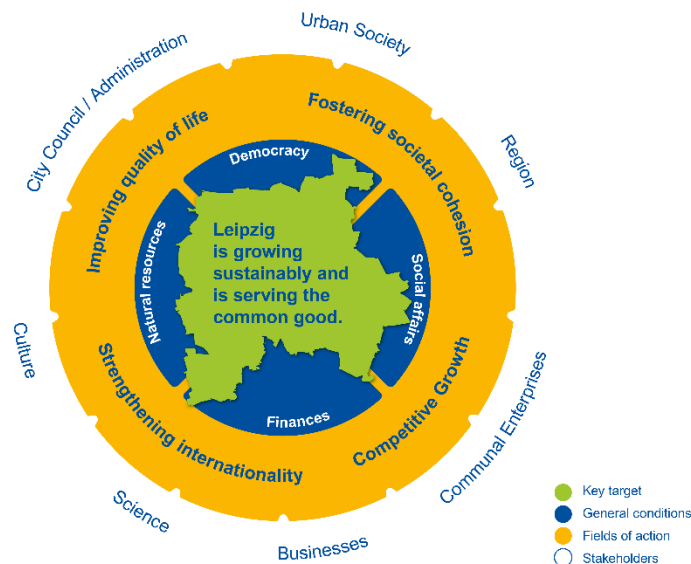 Urban Society
City Council / Administration
Region
Improving quality of life
Fostering societal cohesion
Democracy
Natural resources
Leipzig
is growing
sustainably and
is serving the
common good.
Social affairs
Culture
Finances
Strengthening internationality
Competitive Growth
Communal Enterprises
Science
Businesses
Key target
General conditions
Fields of action
Stakeholders